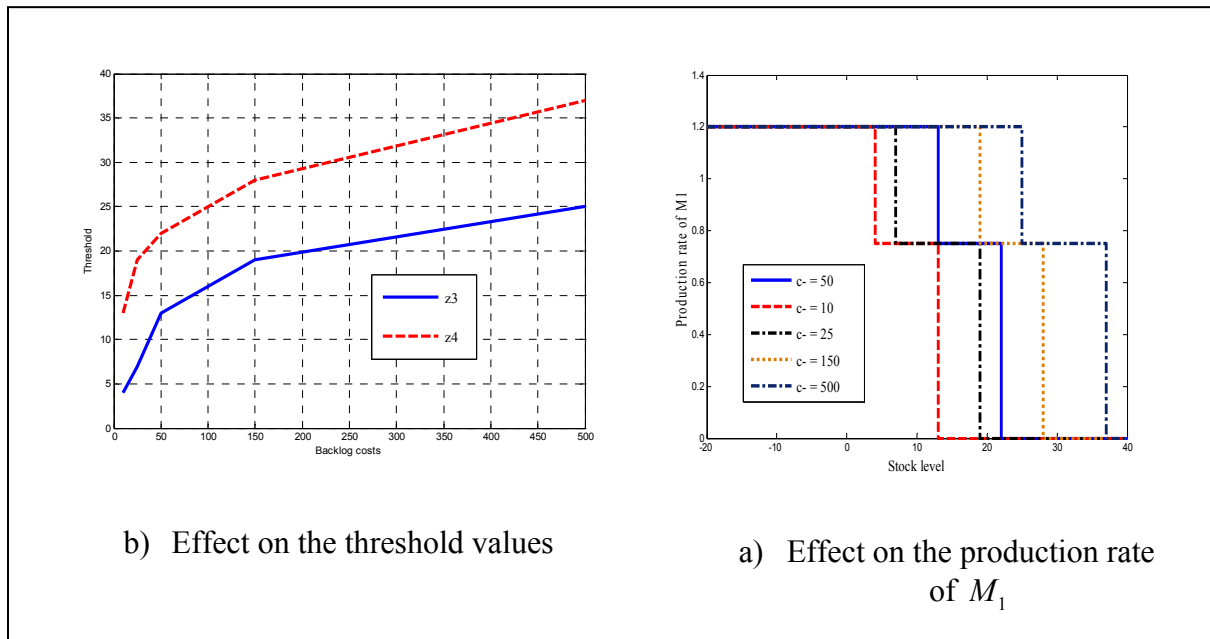 40
35
30
25
20
15
10
5
0
Threshold
0 50 100 150 200 250 300 350 400 450 500
Backlog costs
z3
z4
b) Effect on the threshold values
1.4
1.2
1
0.8
0.6
0.4
0.2
0
Production rate of M1
-20 -10 0 10 20 30 40
Stock level
c- = 50
c- = 10
c- = 25
c- = 150
c- = 500
a) Effect on the production rate
of M1